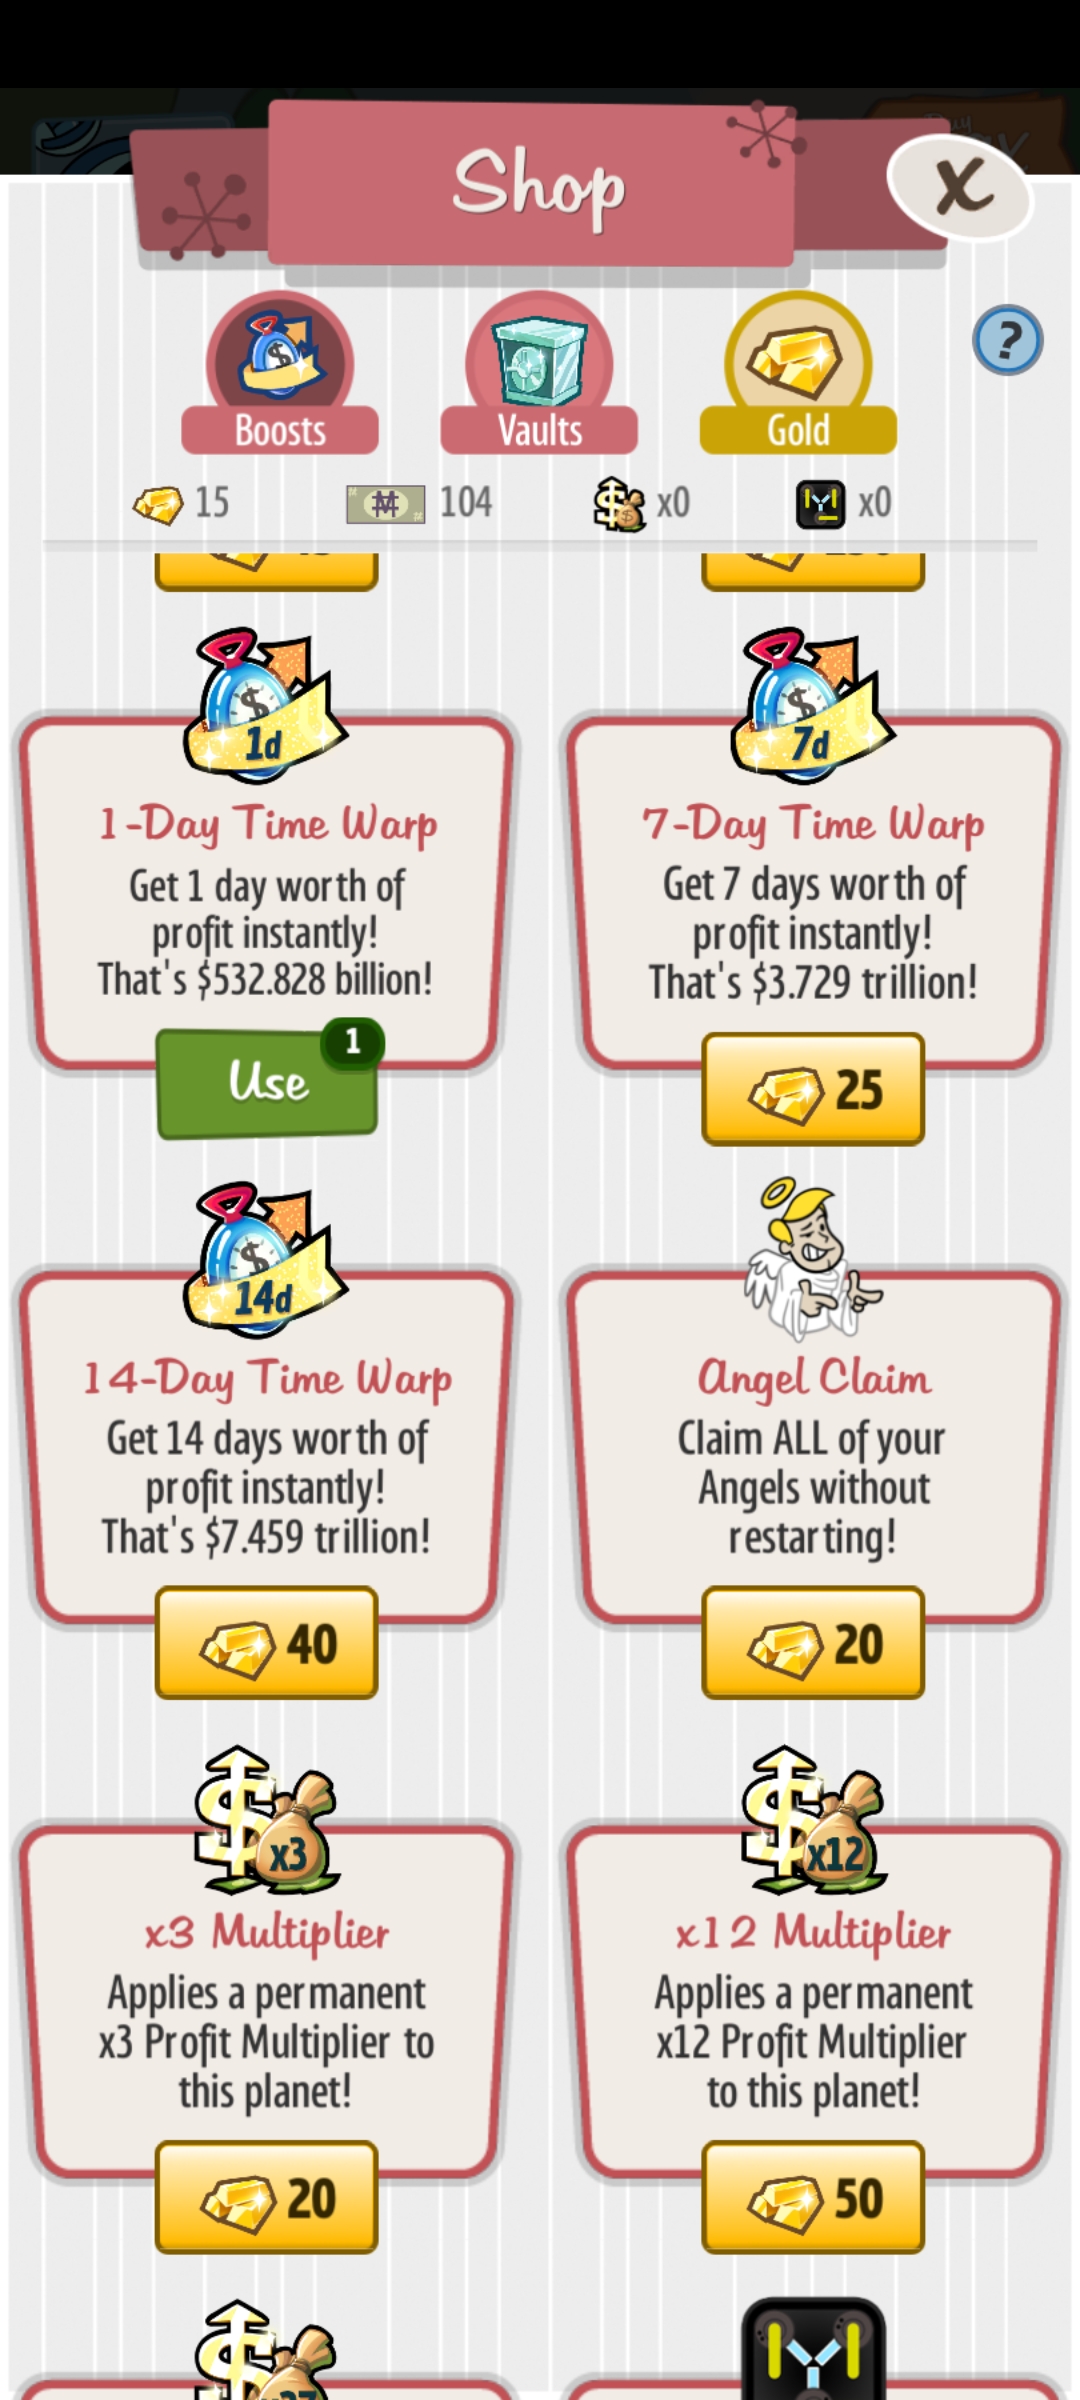 Shop
X
?
Boosts
Vaults
Gold
15
104
x0
x0
1d
7d
1-Day Time Warp
Get 1 day worth of
profit instantly!
That's $532.828 billion!
1
Use
7-Day Time Warp
Get 7 days worth of
profit instantly!
That's $3.729 trillion!
25
14d
14-Day Time Warp
Get 14 days worth of
profit instantly!
That's $7.459 trillion!
40
Angel Claim
Claim ALL of your
Angels without
restarting!
20
x3
x3 Multiplier
Applies a permanent
x3 Profit Multiplier to
this planet!
20
x12
x12 Multiplier
Applies a permanent
x12 Profit Multiplier
to this planet!
50